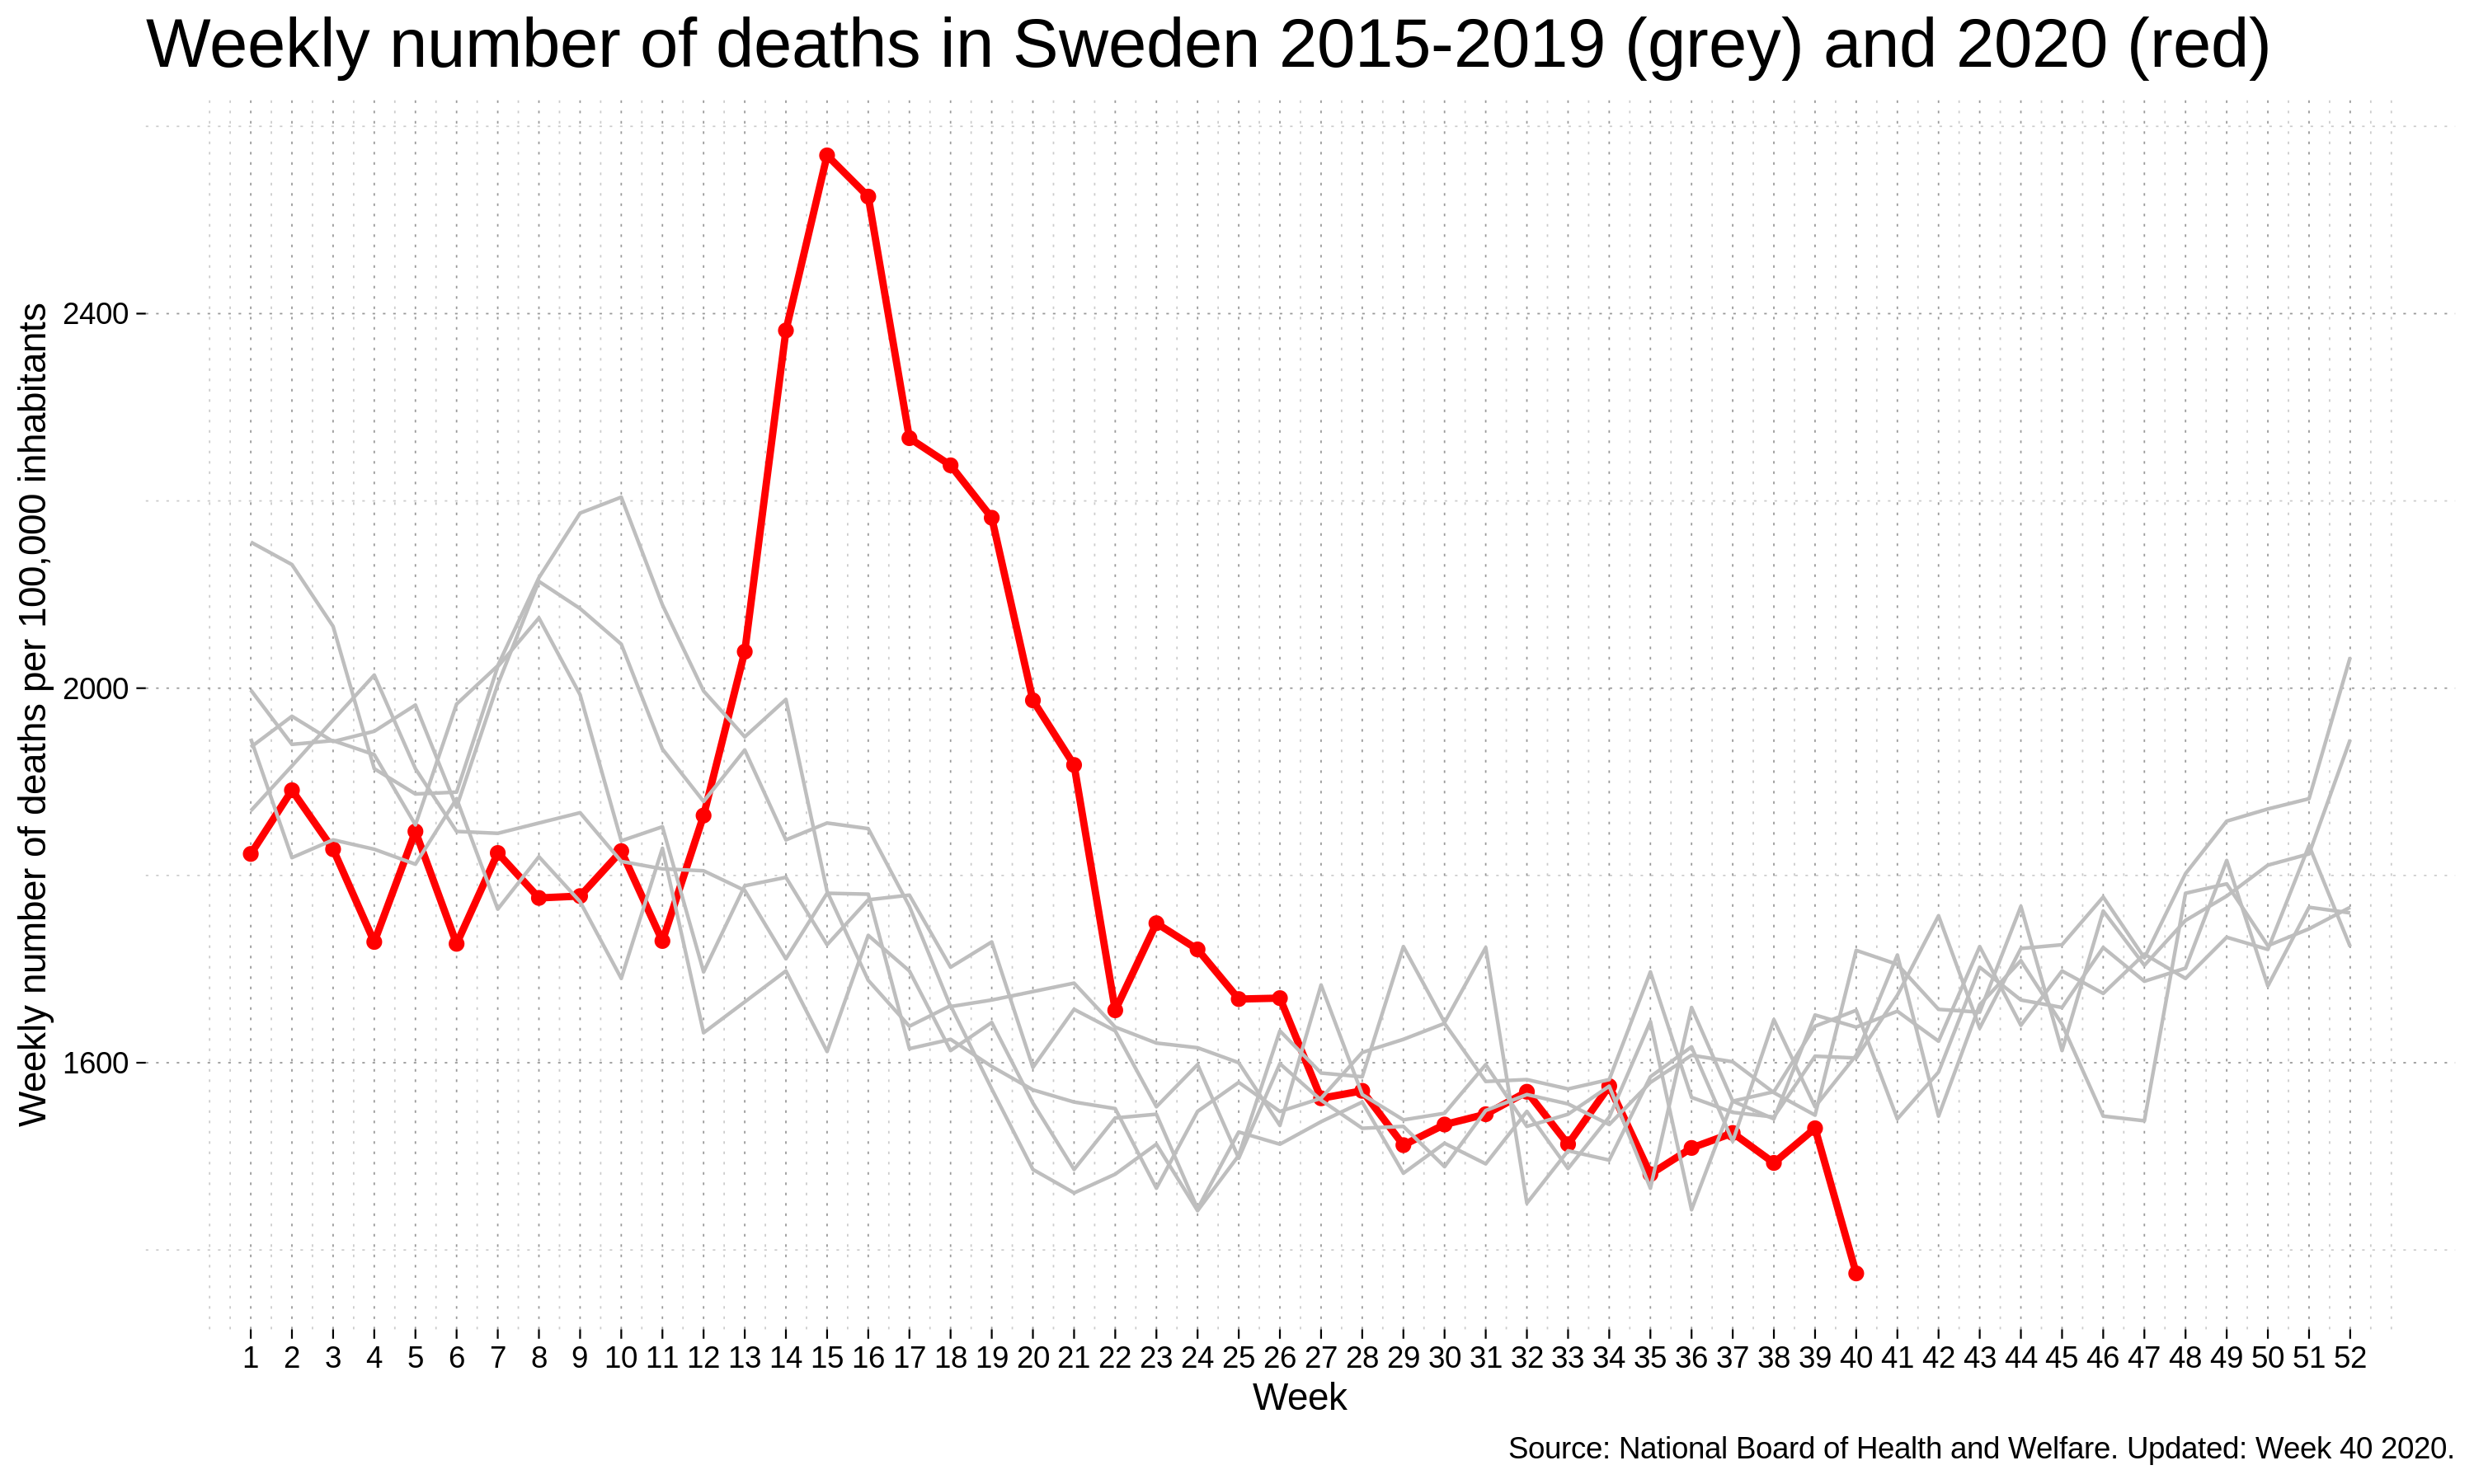 Weekly number of deaths in Sweden 2015-2019 (grey) and 2020 (red)
Weekly number of deaths per 100,000 inhabitants
2400
2000
1600
1 2 3 4 5 6 7 8 9 10 11 12 13 14 15 16 17 18 19 20 21 22 23 24 25 26 27 28 29 30 31 32 33 34 35 36 37 38 39 40 41 42 43 44 45 46 47 48 49 50 51 52
Week
Source: National Board of Health and Welfare. Updated: Week 40 2020.